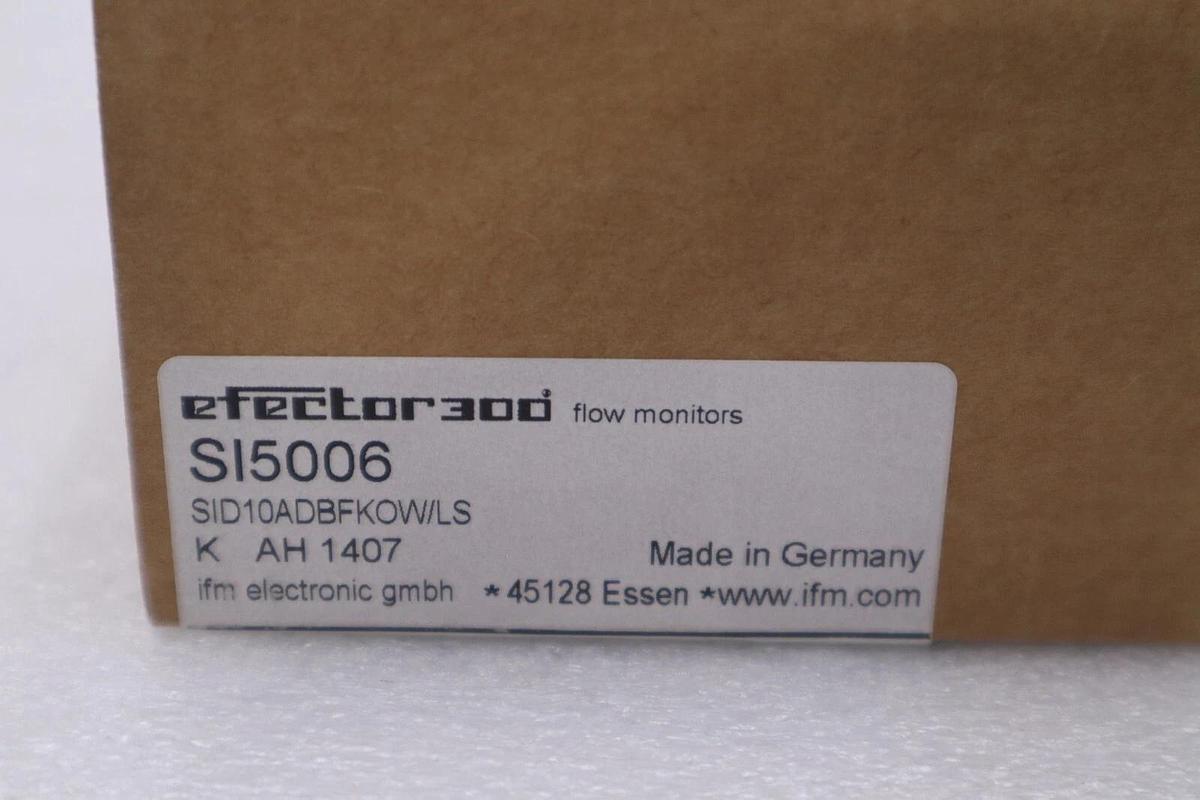 efector300® flow monitors
SI5006
SID10ADBFKOW/LS
K AH 1407 Made in Germany
ifm electronic gmbh *45128 Essen *www.ifm.com